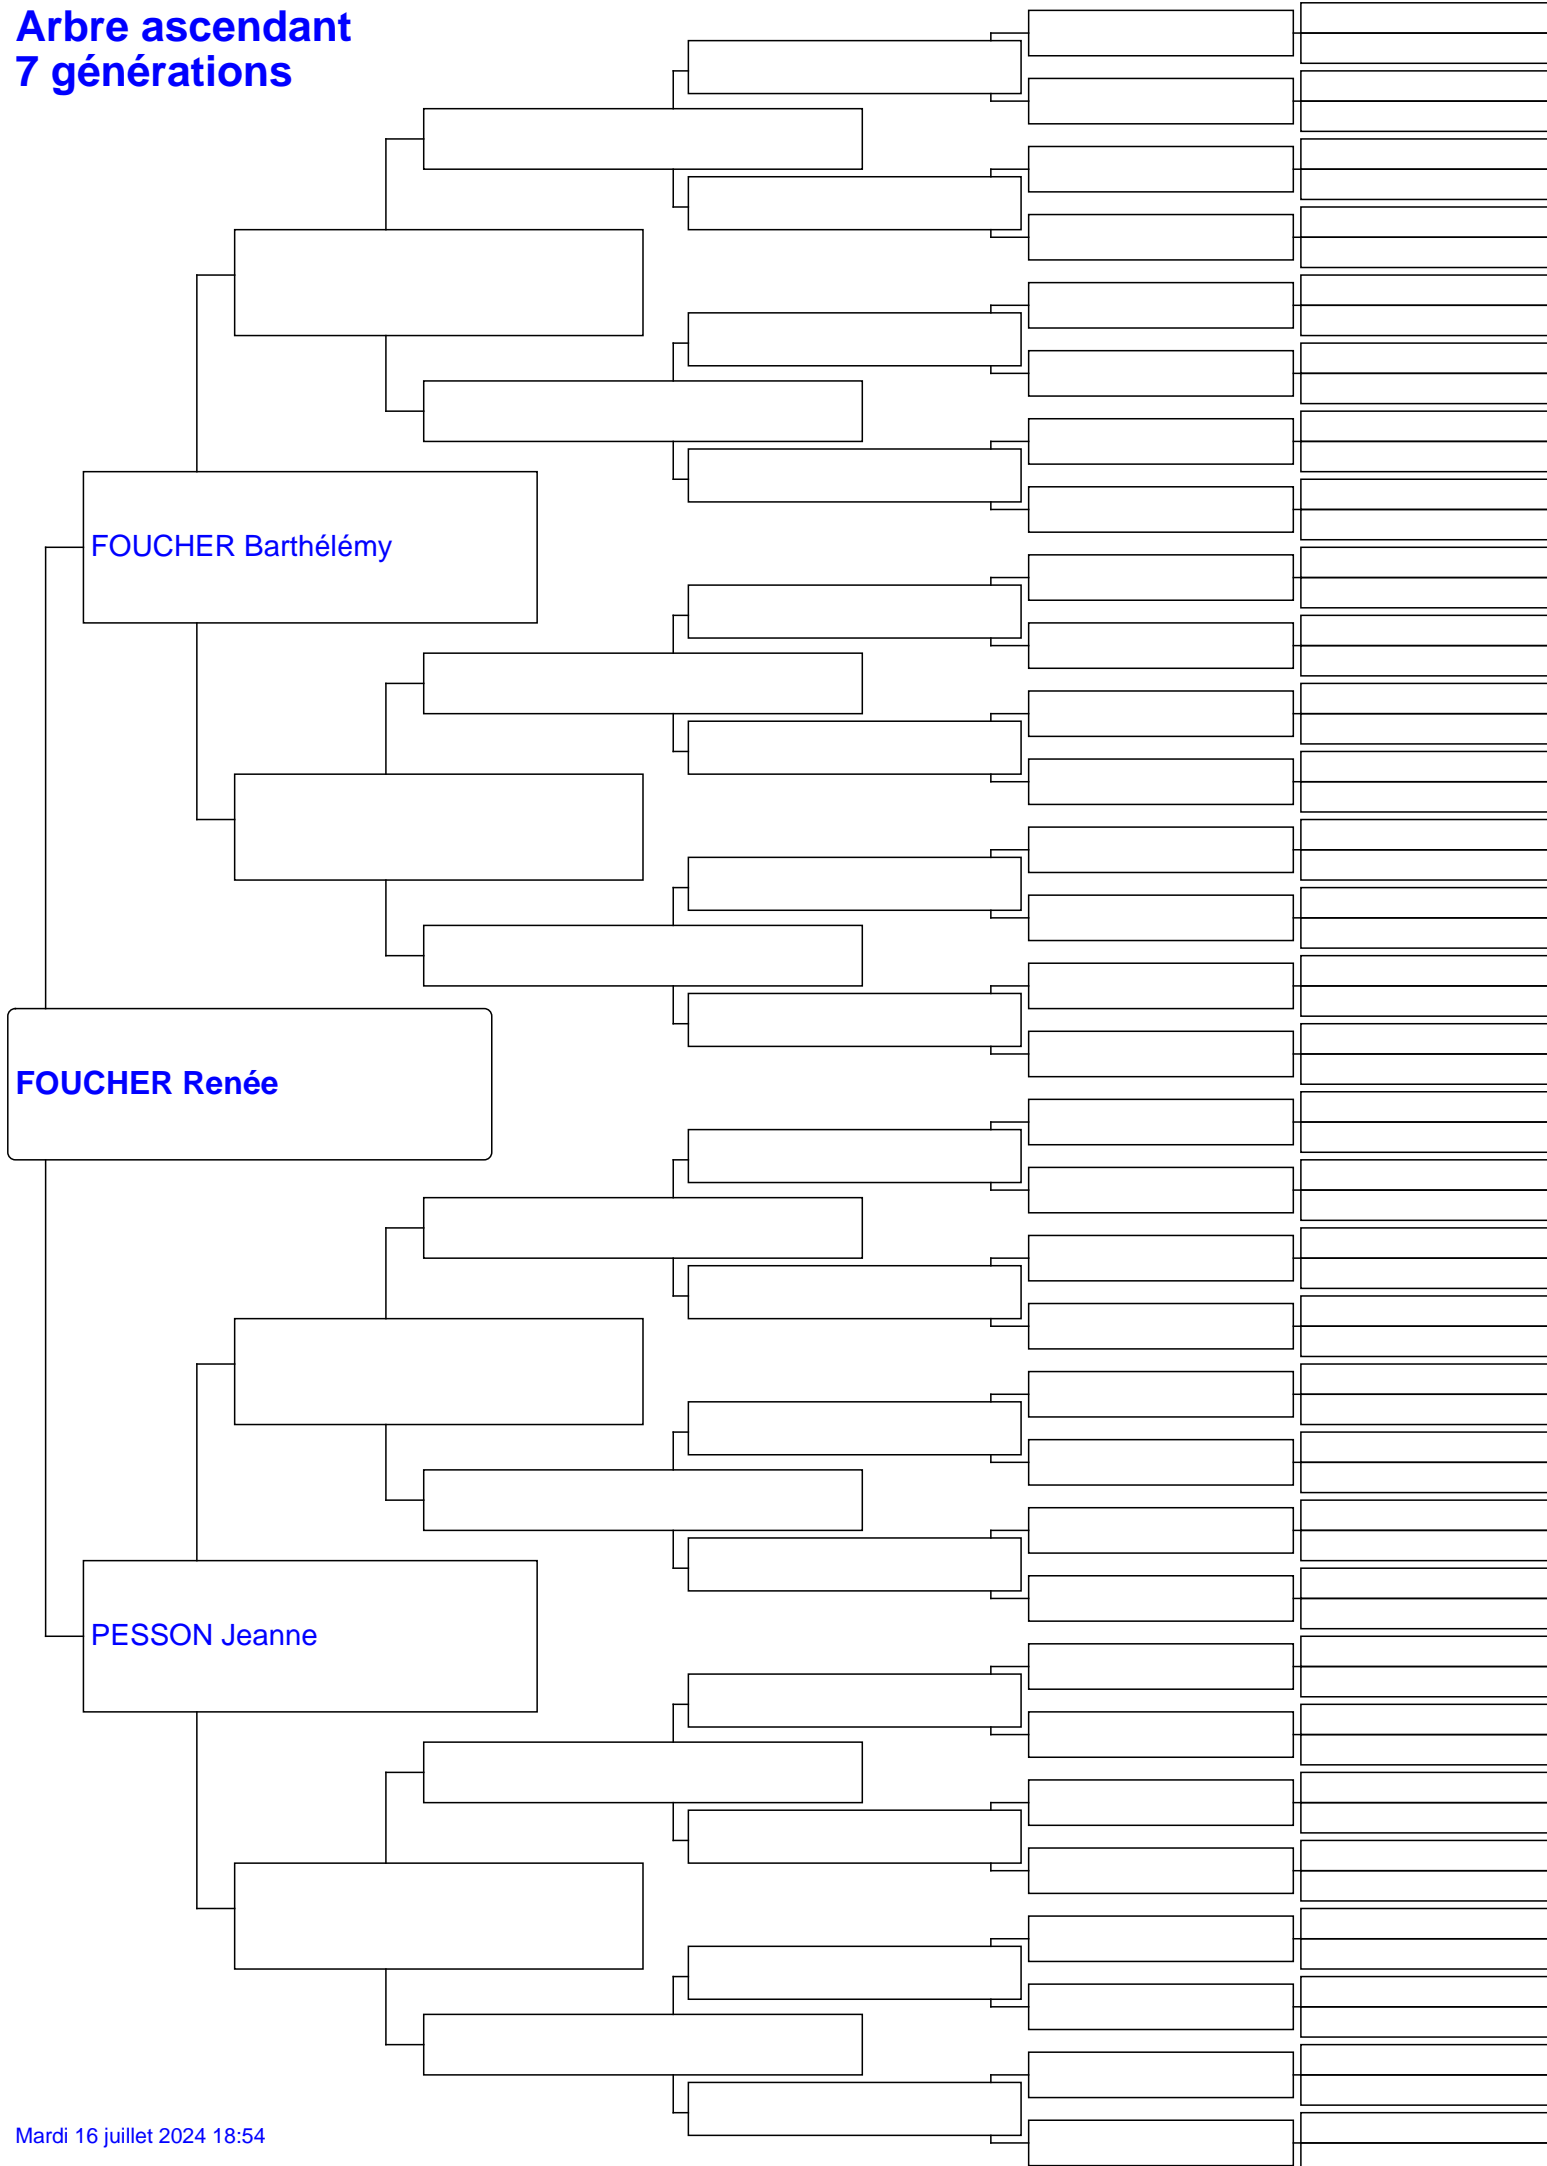 Arbre ascendant
7 générations
FOUCHER Barthélémy
FOUCHER Renée
PESSON Jeanne
Mardi 16 juillet 2024 18:54